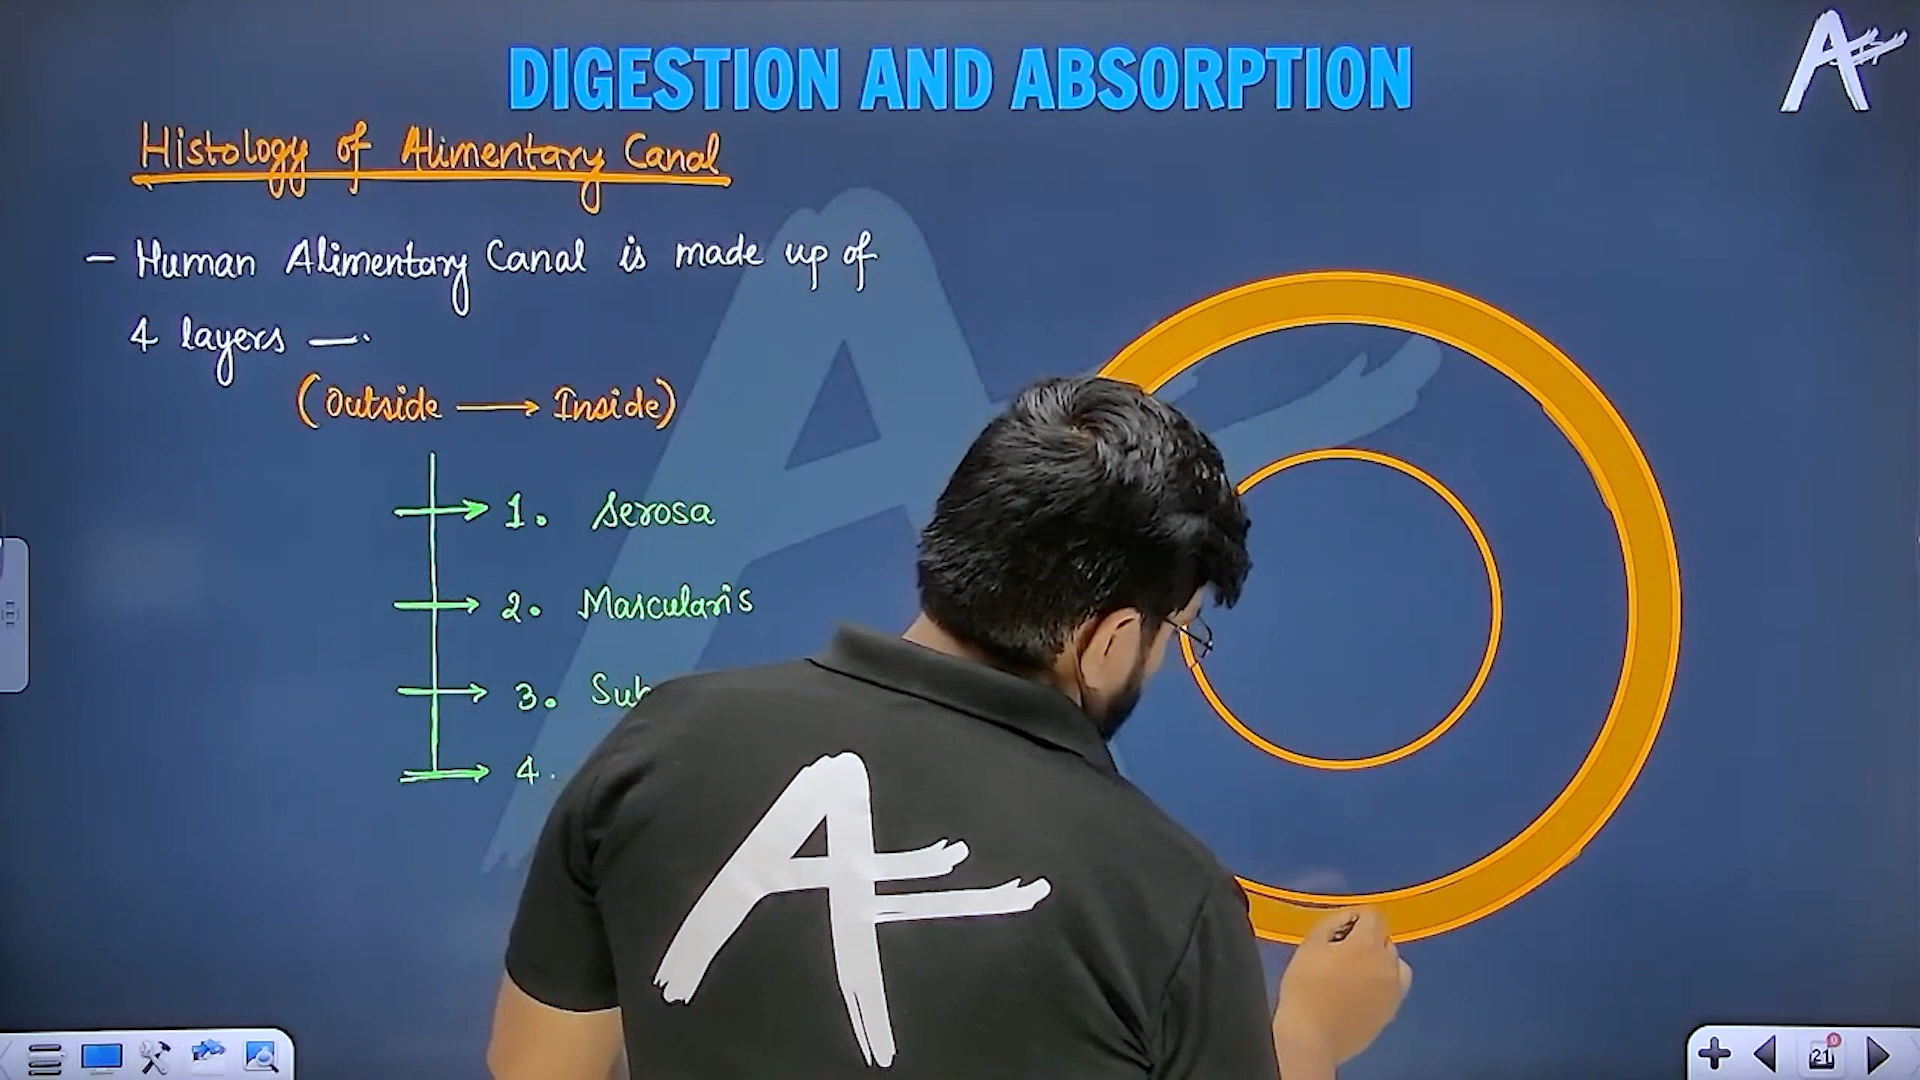 DIGESTION AND ABSORPTION
Histology of Alimentary Canal
– Human Alimentary Canal is made up of
4 layers —
(Outside ⟶ Inside)
1. Serosa
2. Mascularis
3. Sub
4.
21